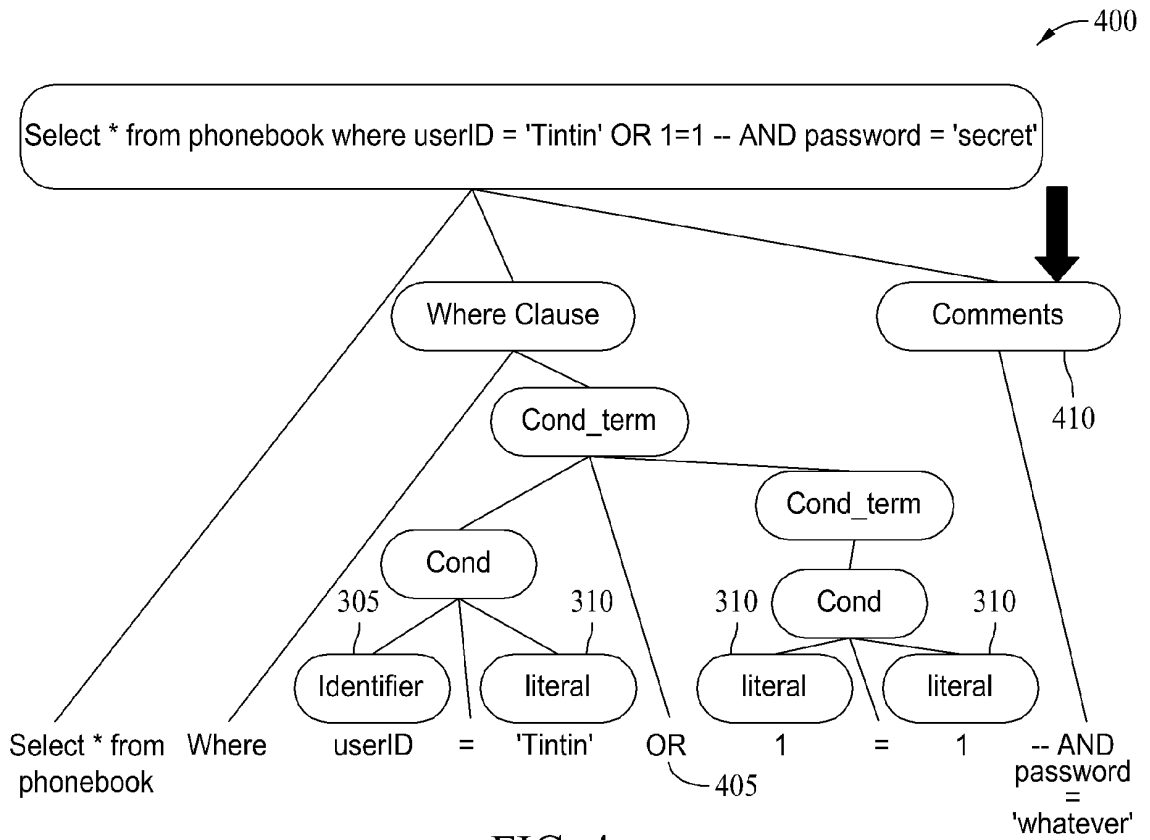 400
Select * from phonebook where userID = 'Tintin' OR 1=1 -- AND password = 'secret'
Where Clause
Comments
410
Cond_term
Cond_term
Cond
305
310
310
Cond
310
Identifier
literal
literal
literal
Select * from phonebook
Where
userID
=
'Tintin'
OR
1
=
1
-- AND
password
=
'whatever'
405